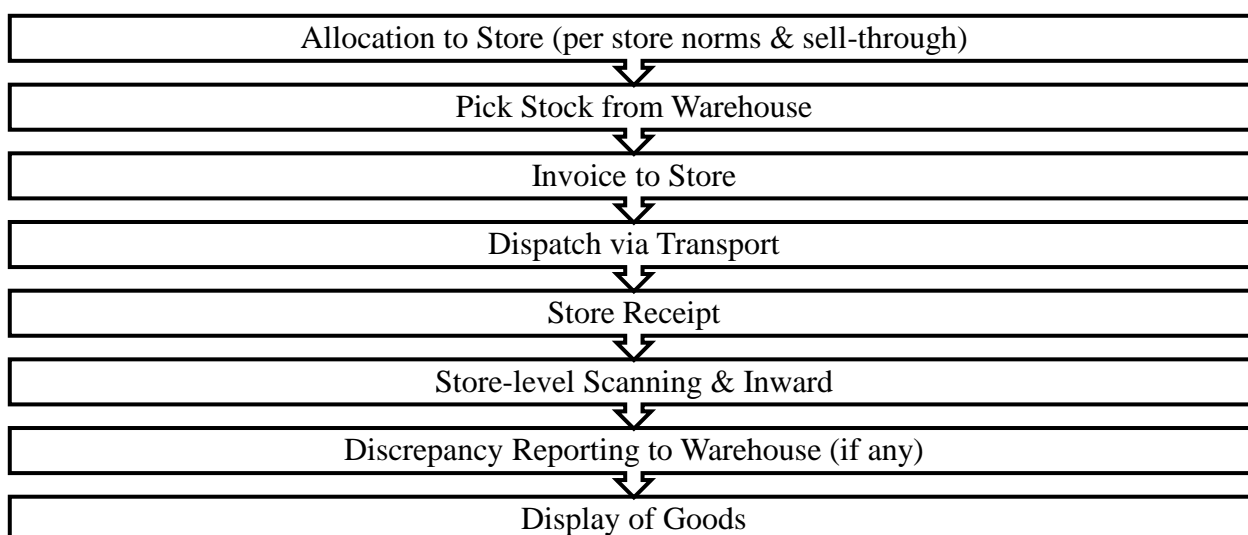 Allocation to Store (per store norms & sell-through)
Pick Stock from Warehouse
Invoice to Store
Dispatch via Transport
Store Receipt
Store-level Scanning & Inward
Discrepancy Reporting to Warehouse (if any)
Display of Goods